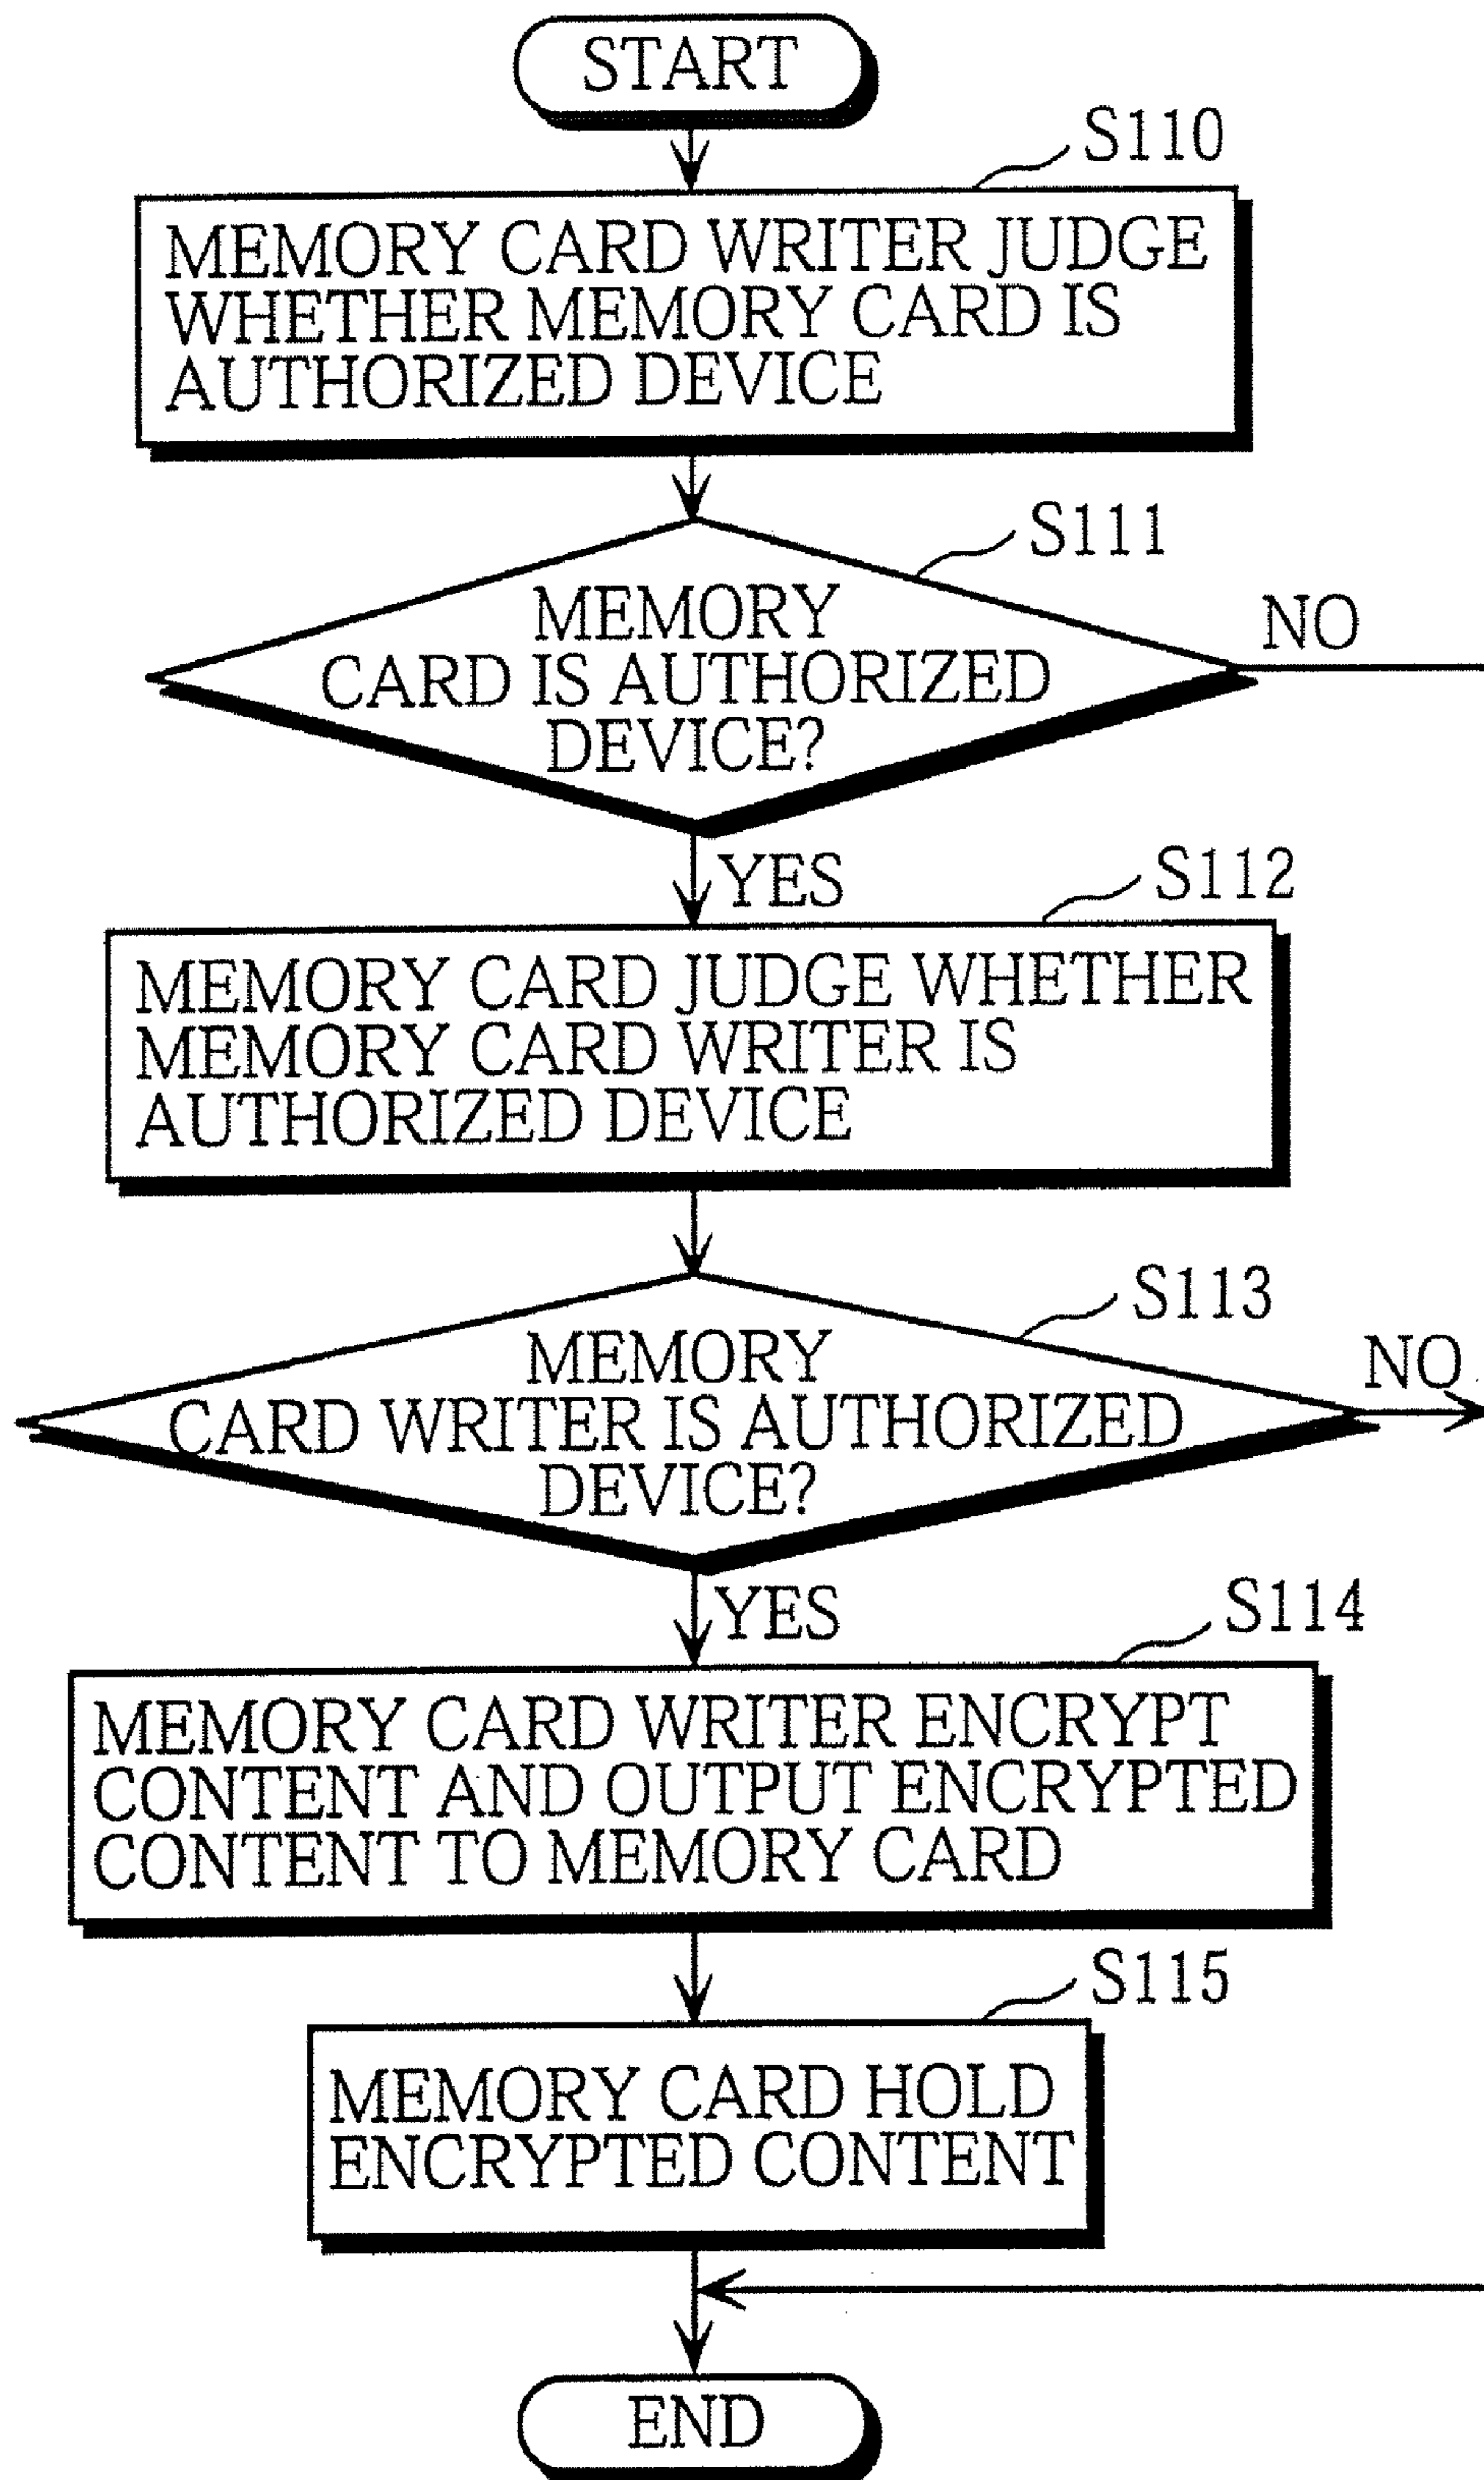 START
S110
MEMORY CARD WRITER JUDGE
WHETHER MEMORY CARD IS
AUTHORIZED DEVICE
S111
MEMORY
CARD IS AUTHORIZED
DEVICE?
NO
YES
S112
MEMORY CARD JUDGE WHETHER
MEMORY CARD WRITER IS
AUTHORIZED DEVICE
S113
MEMORY
CARD WRITER IS AUTHORIZED
DEVICE?
NO
YES
S114
MEMORY CARD WRITER ENCRYPT
CONTENT AND OUTPUT ENCRYPTED
CONTENT TO MEMORY CARD
S115
MEMORY CARD HOLD
ENCRYPTED CONTENT
END